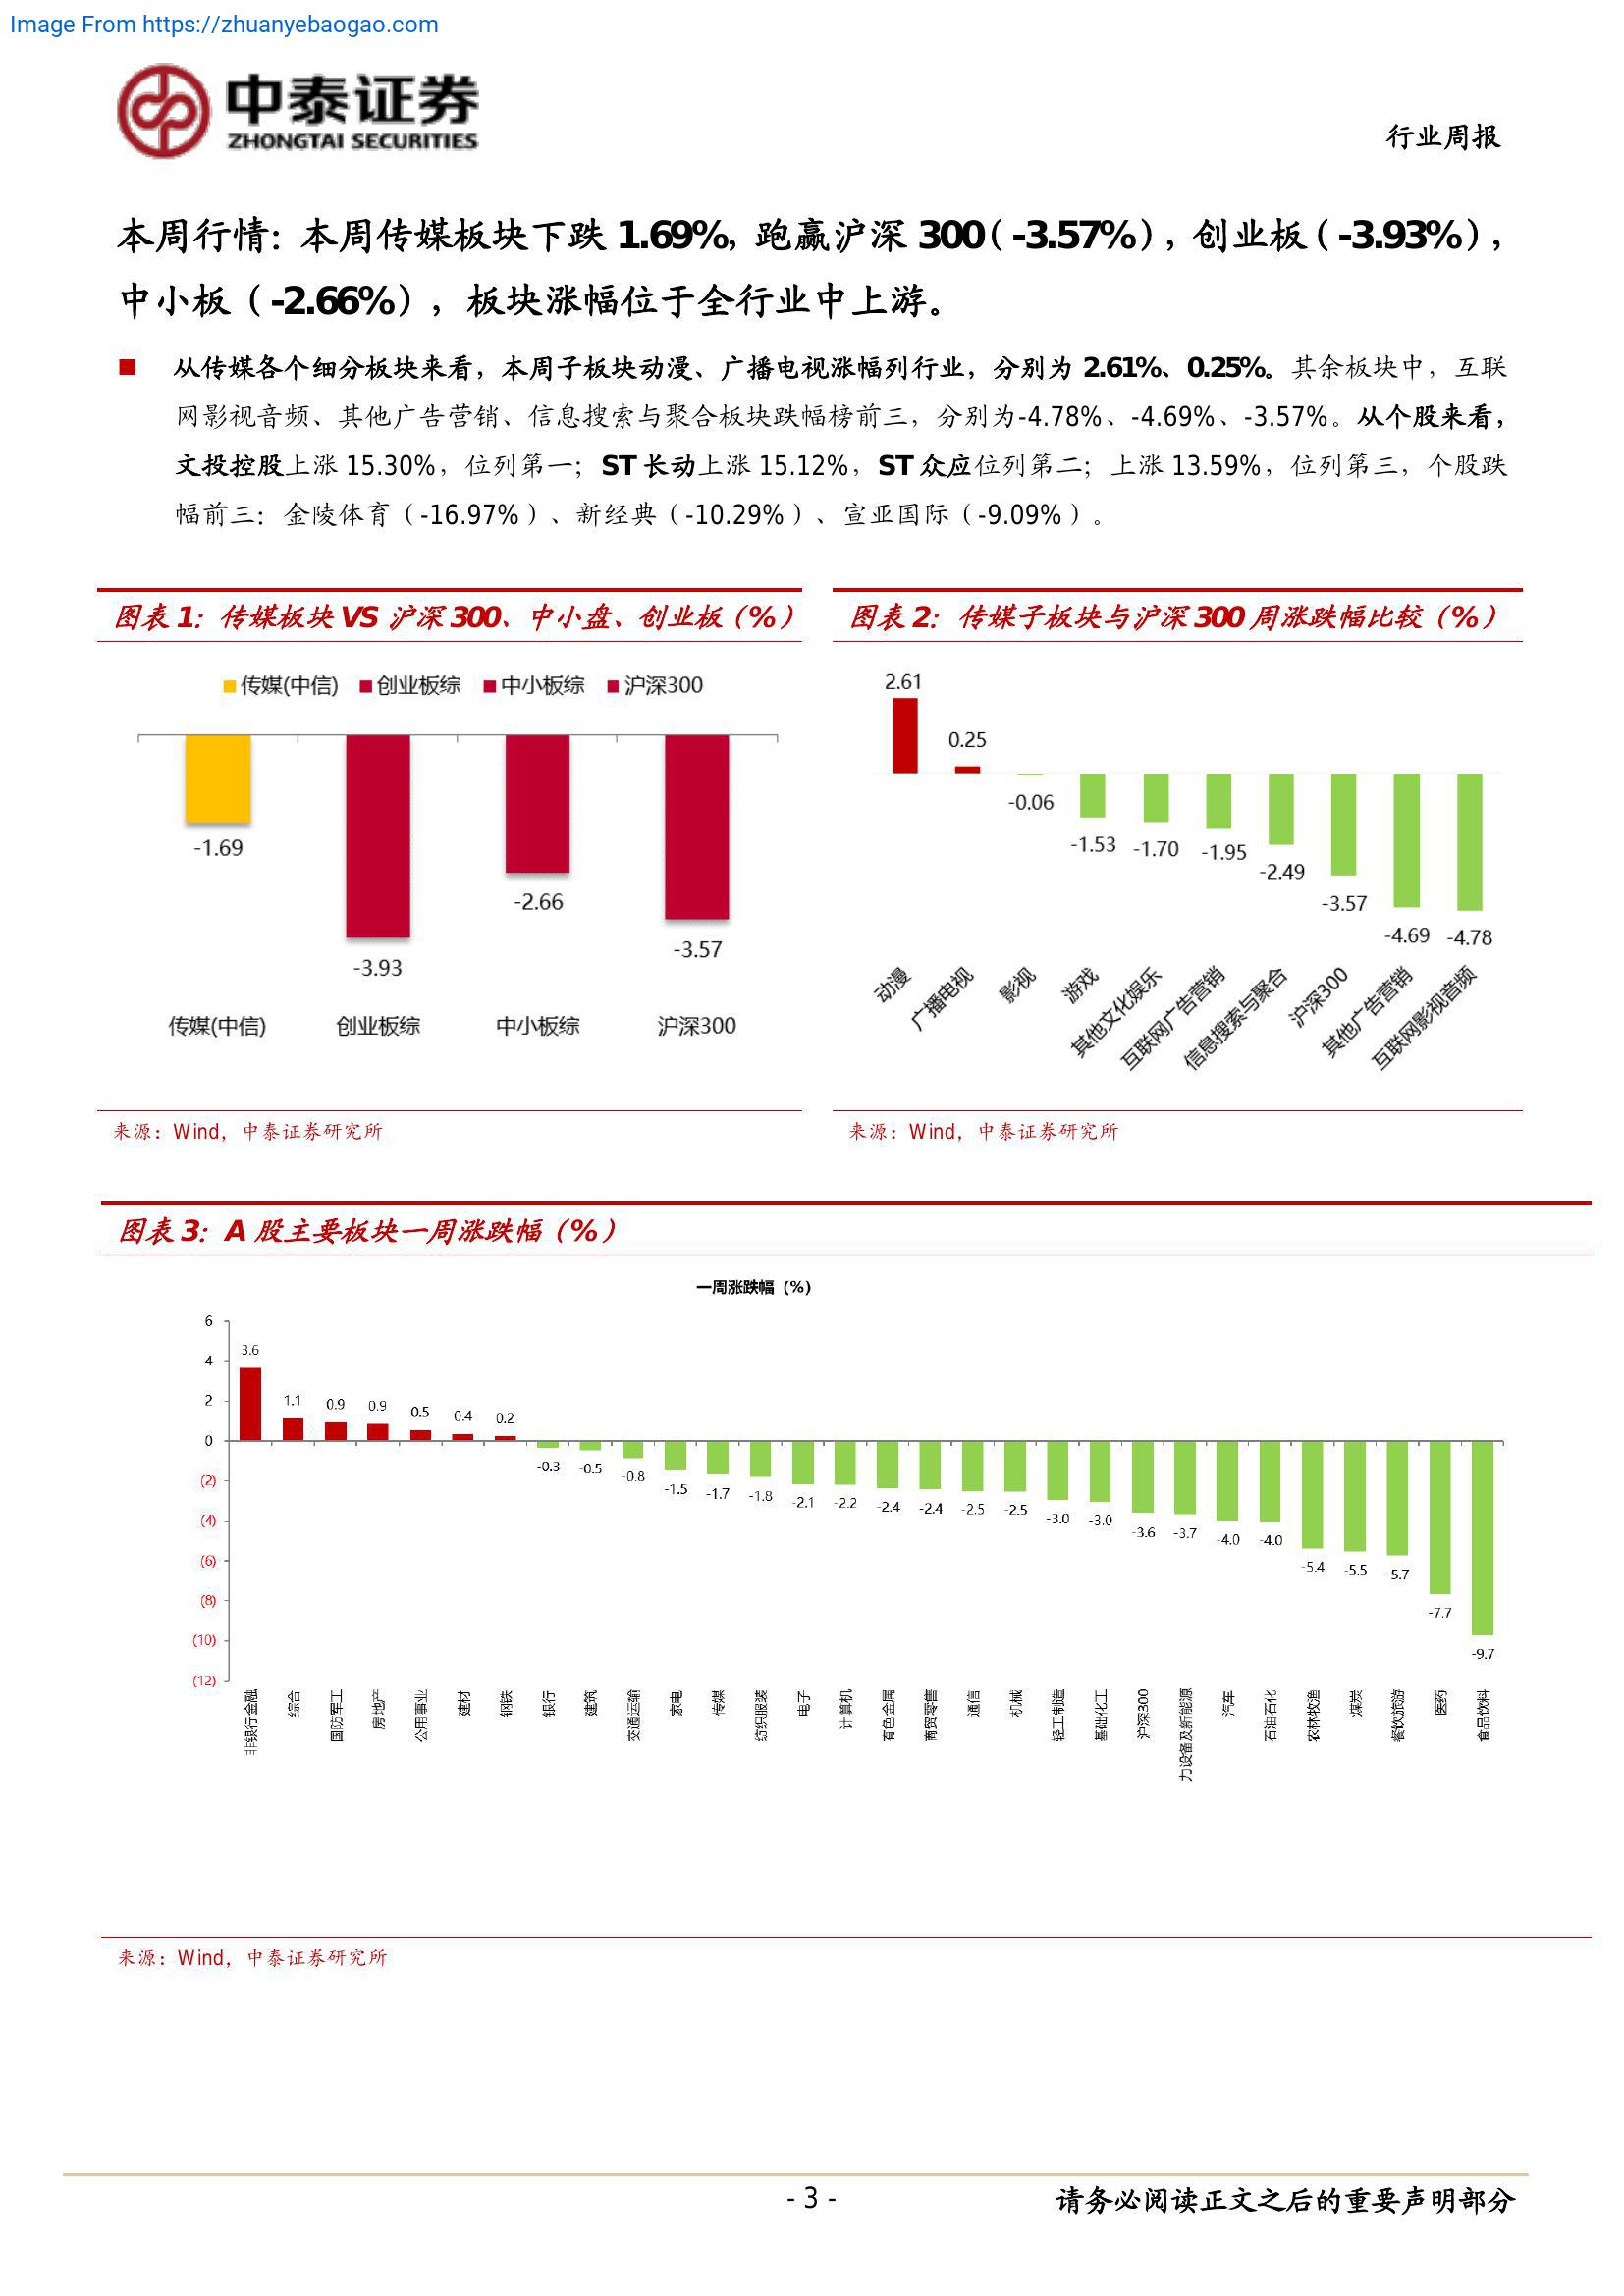 Image From https://zhuanyebaogao.com
中泰证券
ZHONGTAI SECURITIES
行业周报
本周行情：本周传媒板块下跌 1.69%，跑赢沪深 300（-3.57%），创业板（-3.93%），
中小板（-2.66%），板块涨幅位于全行业中上游。
■ 从传媒各个细分板块来看，本周子板块动漫、广播电视涨幅列行业，分别为 2.61%、0.25%。其余板块中，互联
网影视音频、其他广告营销、信息搜索与聚合板块跌幅榜前三，分别为-4.78%、-4.69%、-3.57%。从个股来看，
文投控股上涨 15.30%，位列第一；ST 长动上涨 15.12%，ST 众应位列第二；上涨 13.59%，位列第三，个股跌
幅前三：金陵体育（-16.97%）、新经典（-10.29%）、宣亚国际（-9.09%）。
图表 1：传媒板块 VS 沪深 300、中小盘、创业板（%）
传媒(中信) 创业板综 中小板综 沪深300
-1.69
-3.93
-2.66
-3.57
传媒(中信) 创业板综 中小板综 沪深300
来源：Wind，中泰证券研究所
图表 2：传媒子板块与沪深 300 周涨跌幅比较（%）
2.61
0.25
-0.06
-1.53
-1.70
-1.95
-2.49
-3.57
-4.69
-4.78
动漫
广播电视
影视
游戏
其他文化娱乐
互联网广告营销
信息搜索与聚合
沪深300
其他广告营销
互联网影视音频
来源：Wind，中泰证券研究所
图表 3：A 股主要板块一周涨跌幅（%）
一周涨跌幅（%）
6
4
2
0
(2)
(4)
(6)
(8)
(10)
(12)
3.6
1.1
0.9
0.9
0.5
0.4
0.2
-0.3
-0.5
-0.8
-1.5
-1.7
-1.8
-2.1
-2.2
-2.4
-2.4
-2.5
-2.5
-3.0
-3.0
-3.6
-3.7
-4.0
-4.0
-5.4
-5.5
-5.7
-7.7
-9.7
非银行金融
综合
国防军工
房地产
公用事业
建材
钢铁
银行
建筑
交通运输
家电
传媒
纺织服装
电子
计算机
有色金属
商贸零售
通信
机械
轻工制造
基础化工
沪深300
力设备及新能源
汽车
石油石化
农林牧渔
煤炭
餐饮旅游
医药
食品饮料
来源：Wind，中泰证券研究所
- 3 -
请务必阅读正文之后的重要声明部分